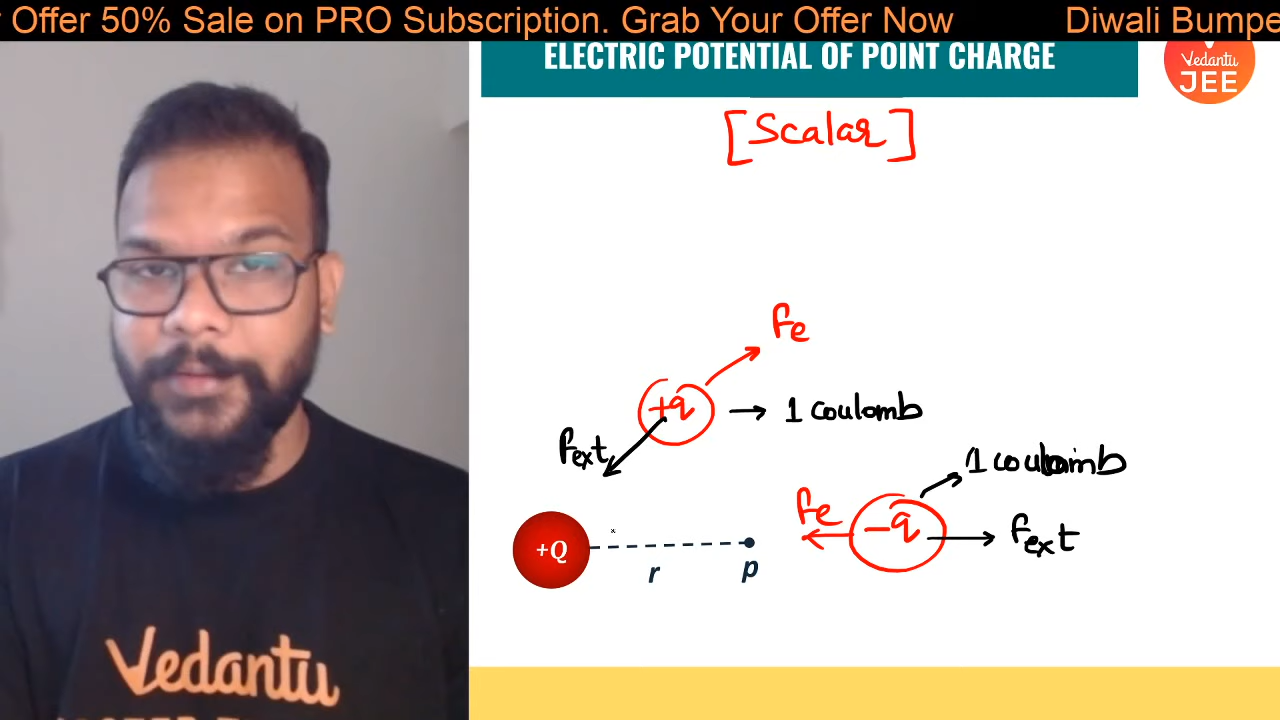 Offer 50% Sale on PRO Subscription. Grab Your Offer Now Diwali Bumpe
ELECTRIC POTENTIAL OF POINT CHARGE
Vedantu
JEE
[Scalar]
Fe
+q → 1 coulomb
Fext
1 coulomb
Fe
-q
Fext
+Q
r
p
Vedantu